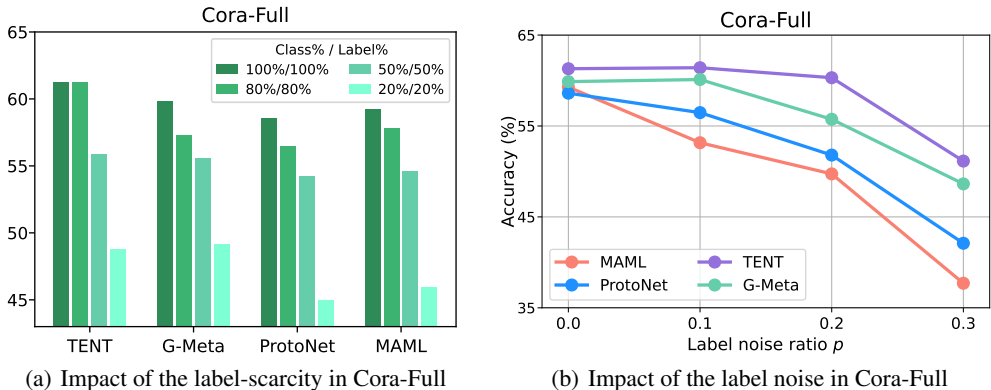 Cora-Full
65
60
55
50
45
Class% / Label%
100%/100%
50%/50%
80%/80%
20%/20%
TENT
G-Meta
ProtoNet
MAML
(a) Impact of the label-scarcity in Cora-Full
Cora-Full
Accuracy (%)
65
55
45
35
MAML
TENT
ProtoNet
G-Meta
0.0
0.1
0.2
0.3
Label noise ratio p
(b) Impact of the label noise in Cora-Full